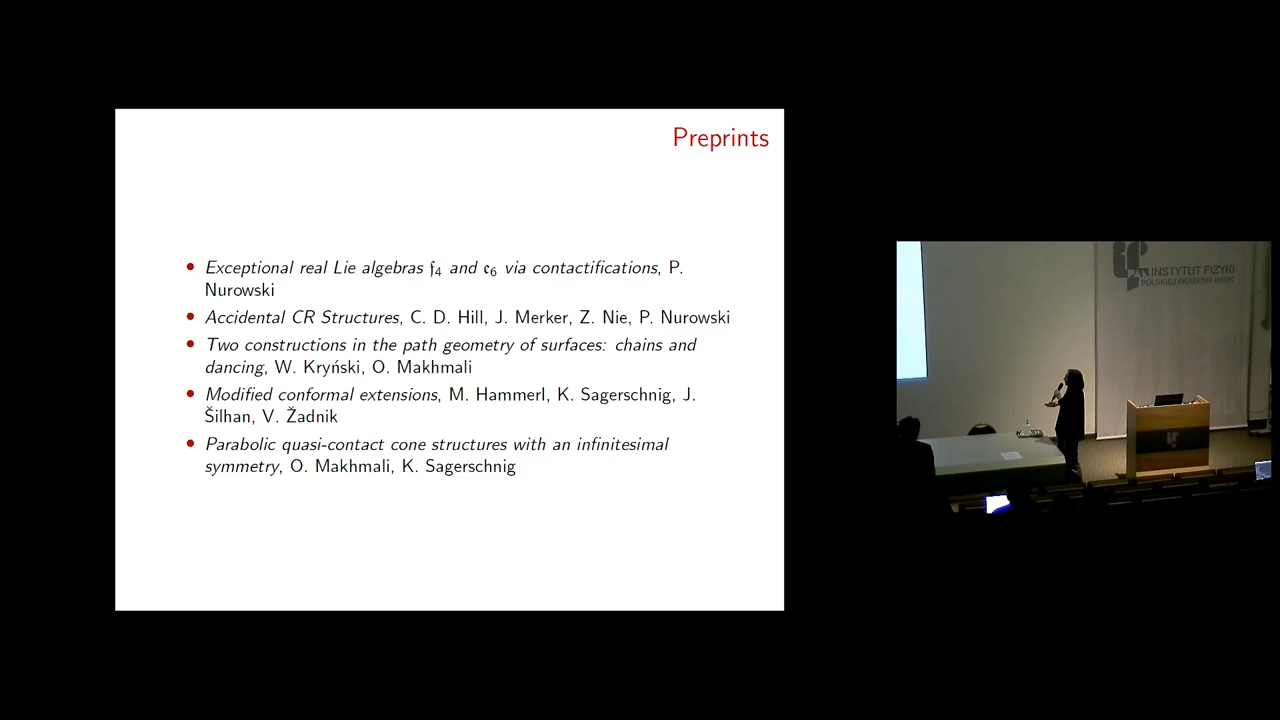 Preprints
• Exceptional real Lie algebras 𝔣₄ and 𝔢₆ via contactifications, P.
Nurowski
• Accidental CR Structures, C. D. Hill, J. Merker, Z. Nie, P. Nurowski
• Two constructions in the path geometry of surfaces: chains and
dancing, W. Kryński, O. Makhmali
• Modified conformal extensions, M. Hammerl, K. Sagerschnig, J.
Šilhan, V. Žadnik
• Parabolic quasi-contact cone structures with an infinitesimal
symmetry, O. Makhmali, K. Sagerschnig
INSTYTUT FIZYKI
POLSKIEJ AKADEMII NAUK